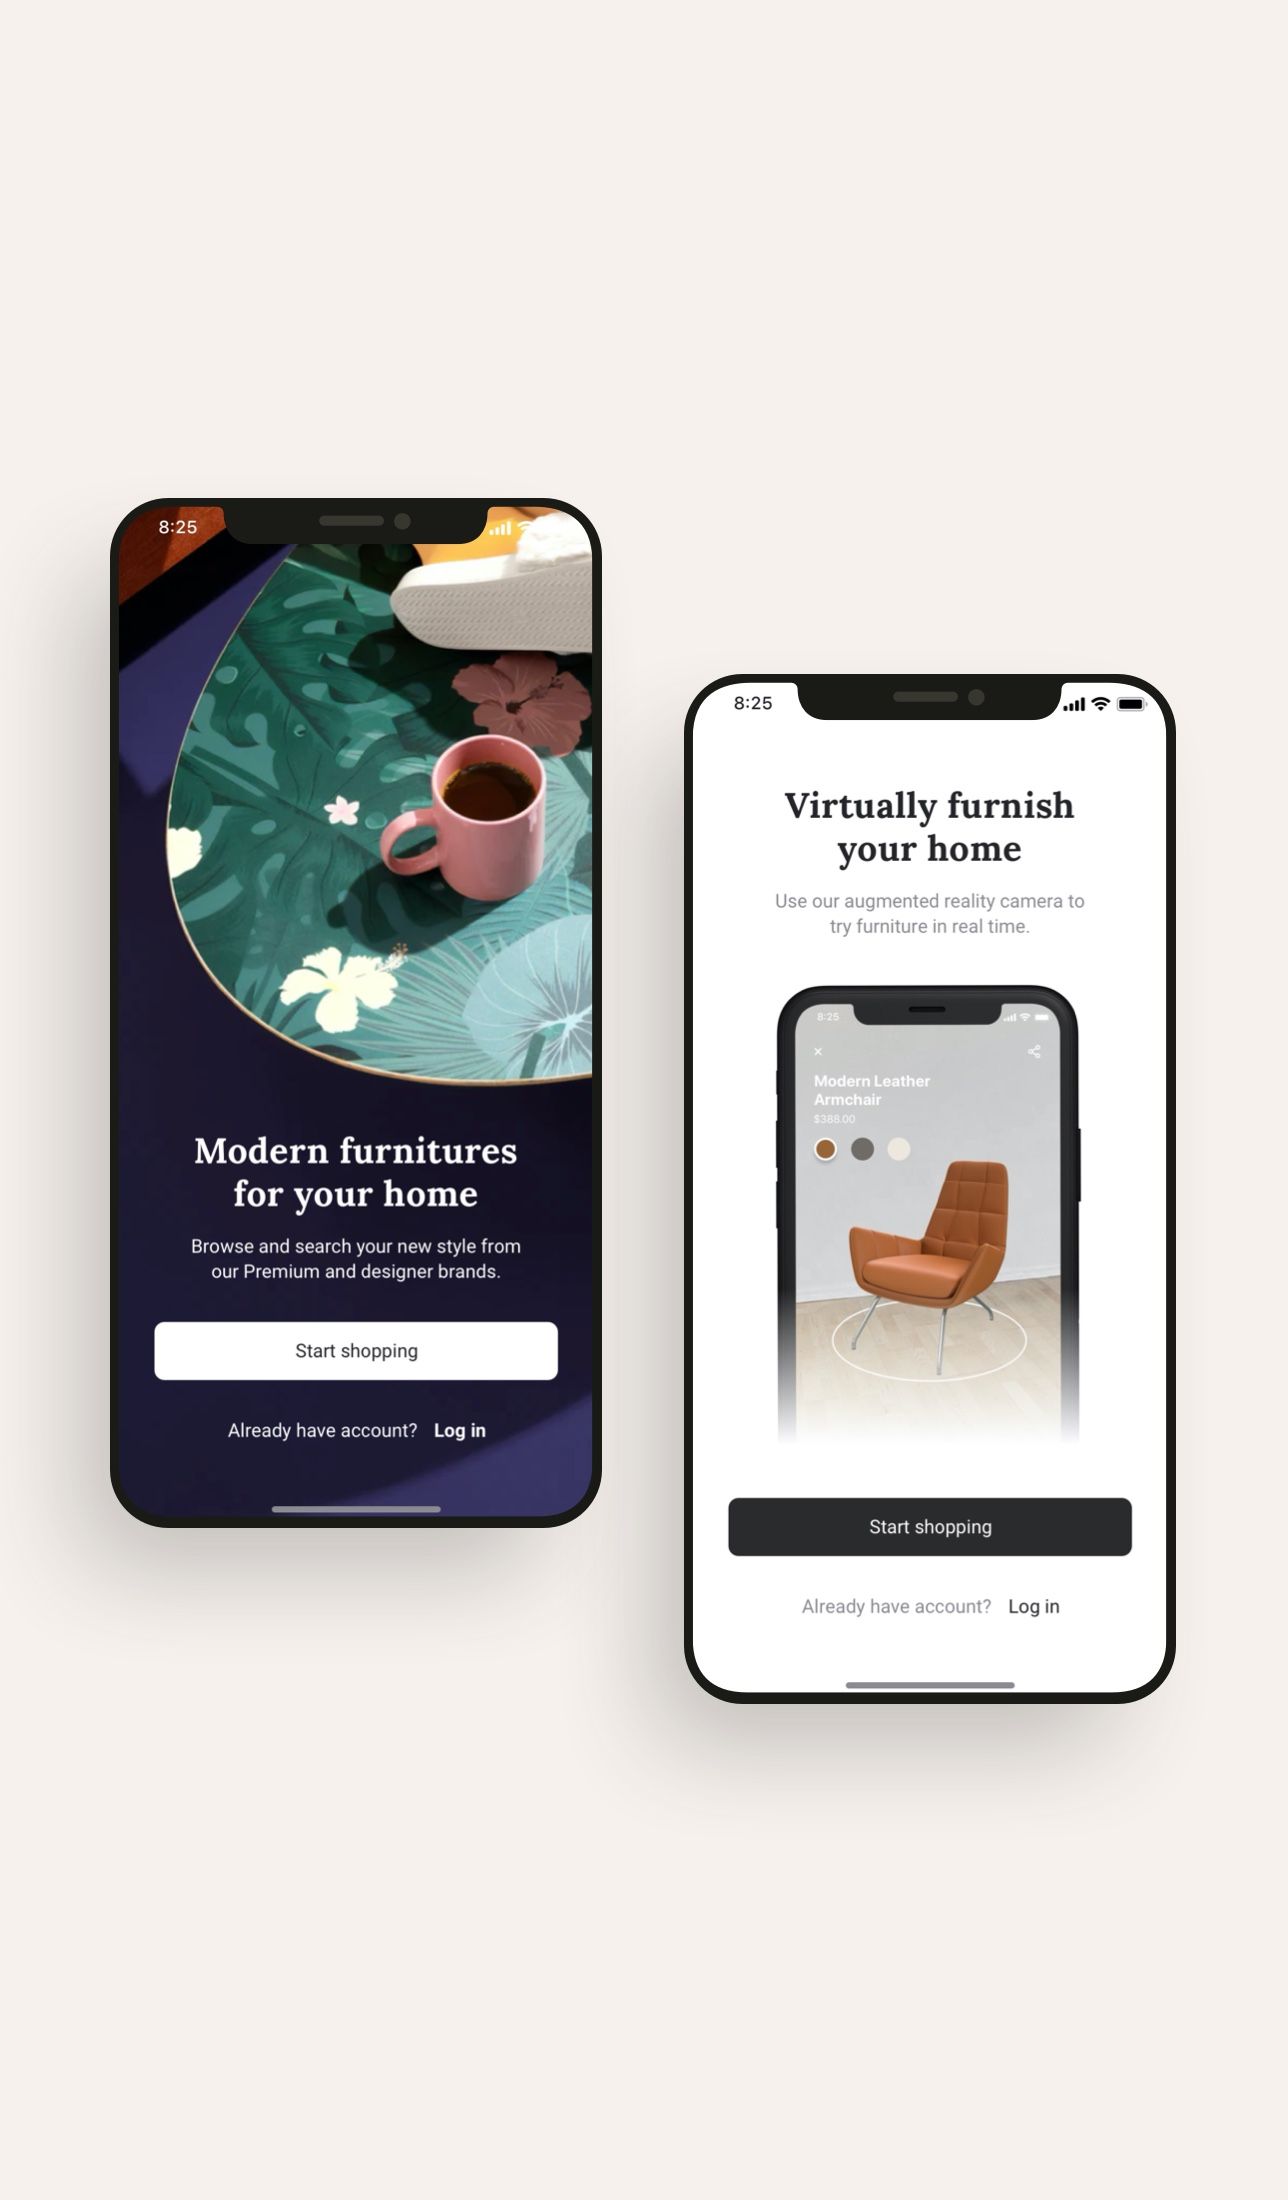 8:25
Modern furnitures
for your home
Browse and search your new style from
our Premium and designer brands.
Start shopping
Already have account? Log in
8:25
Virtually furnish
your home
Use our augmented reality camera to
try furniture in real time.
8:25
Modern Leather
Armchair
$388.00
Start shopping
Already have account? Log in